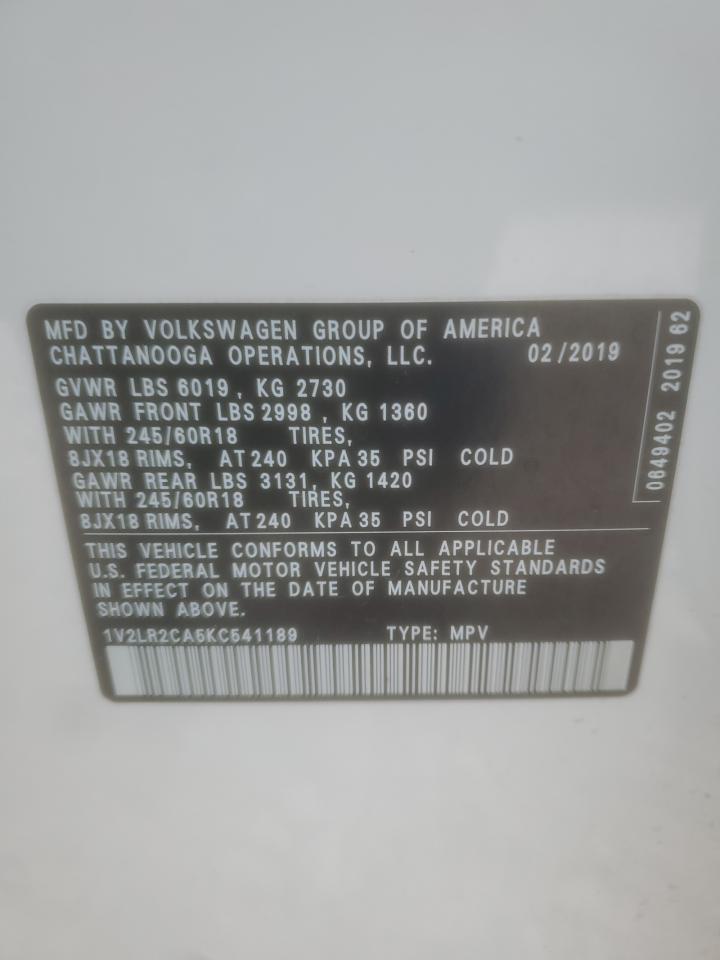 MFD BY VOLKSWAGEN GROUP OF AMERICA
CHATTANOOGA OPERATIONS, LLC. 02/2019
GVWR LBS 6019, KG 2730
GAWR FRONT LBS 2998, KG 1360
WITH 245/60R18 TIRES,
8JX18 RIMS, AT 240 KPA 35 PSI COLD
GAWR REAR LBS 3131, KG 1420
WITH 245/60R18 TIRES,
8JX18 RIMS, AT 240 KPA 35 PSI COLD
THIS VEHICLE CONFORMS TO ALL APPLICABLE
U.S. FEDERAL MOTOR VEHICLE SAFETY STANDARDS
IN EFFECT ON THE DATE OF MANUFACTURE
SHOWN ABOVE.
1V2LR2CA5KC541189 TYPE: MPV
0649402 2019 62